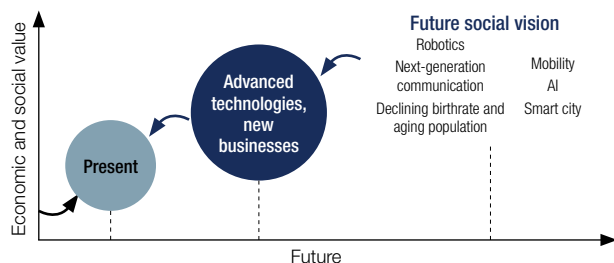 Economic and social value
Future social vision
Robotics
Next-generation
communication
Declining birthrate and
aging population
Mobility
AI
Smart city
Advanced
technologies,
new
businesses
Present
Future